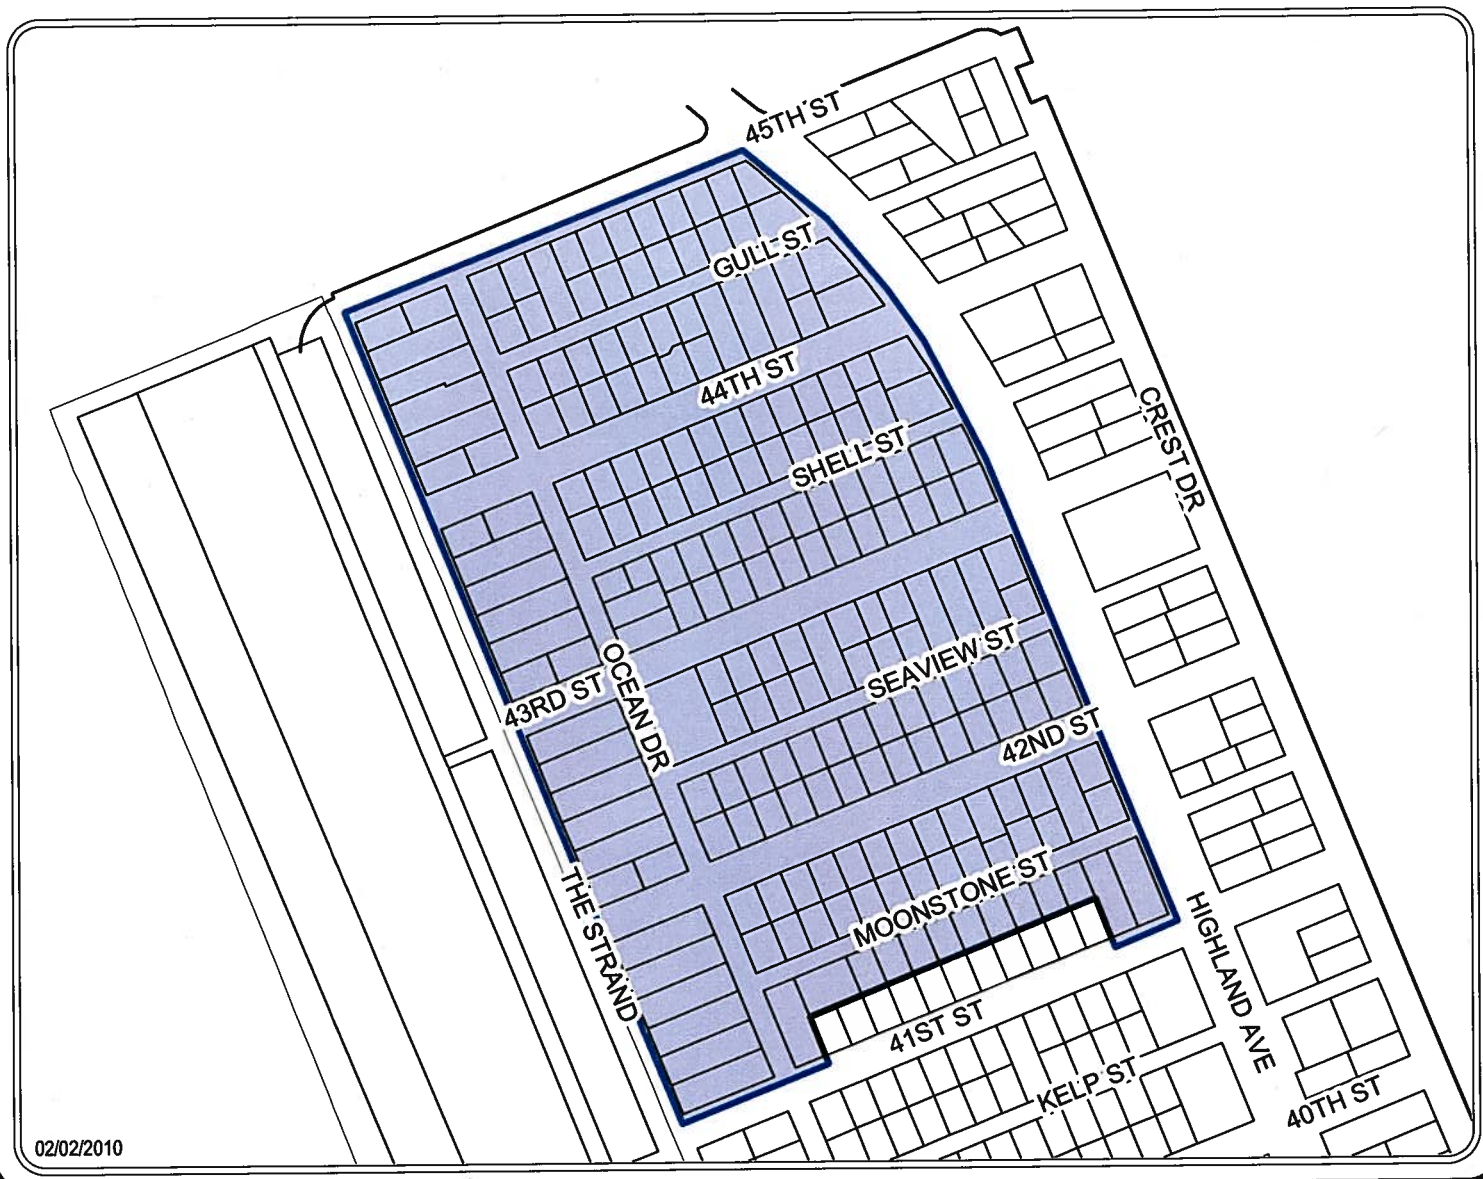 45TH ST
GULL ST
44TH ST
CREST DR
SHELL ST
OCEAN DR
SEAVIEW ST
43RD ST
42ND ST
THE STRAND
MOONSTONE ST
HIGHLAND AVE
41ST ST
KELP ST
40TH ST
02/02/2010